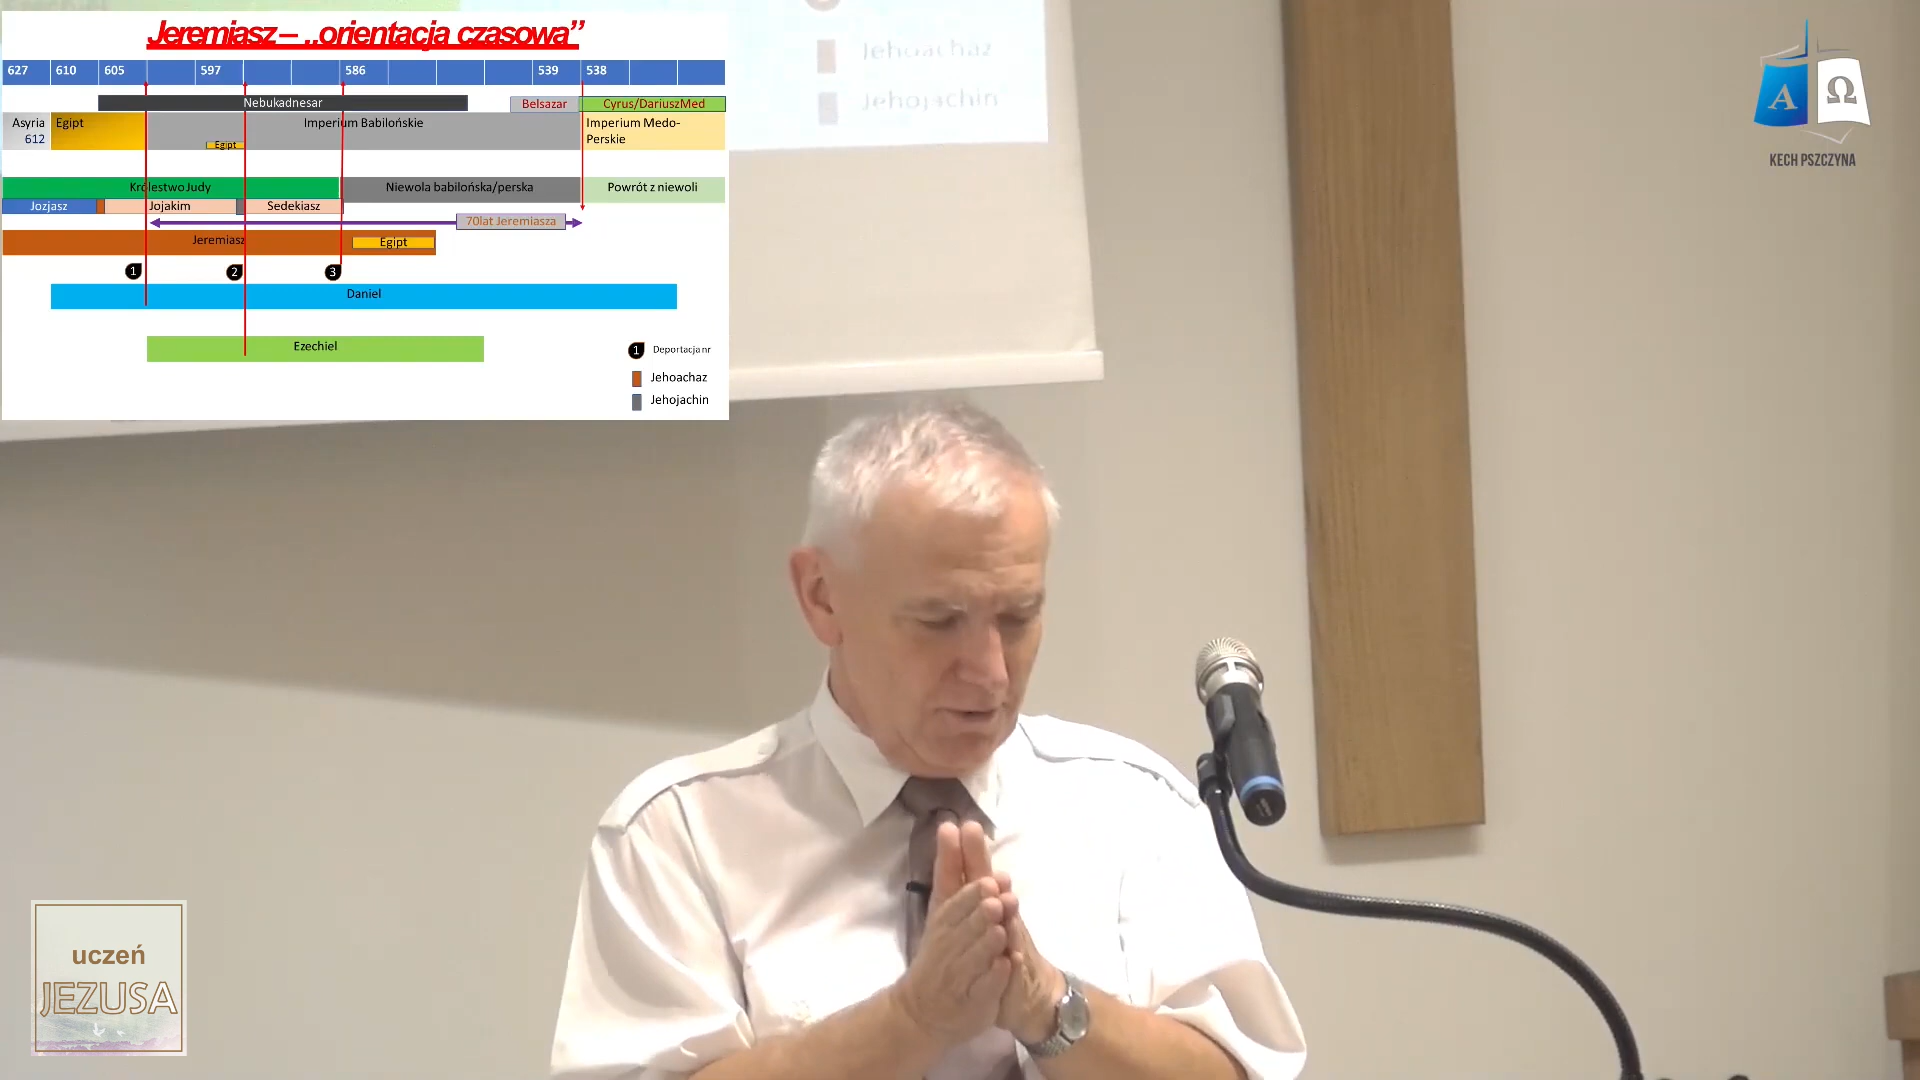 Jeremiasz – „orientacja czasowa”
627 610 605 597 586 539 538
Nebukadnesar Belsazar Cyrus/DariuszMed
Asyria 612 Egipt Imperium Babilońskie Imperium Medo-Perskie
Egipt
Królestwo Judy Niewola babilońska/perska Powrót z niewoli
Jozjasz Jojakim Sedekiasz
70lat Jeremiasza
Jeremiasz Egipt
1 2 3
Daniel
Ezechiel
1 Deportacja nr
Jehoachaz
Jehojachin
Jehoachaz
Jehojachin
A Ω
KECH PSZCZYNA
uczeń
JEZUSA